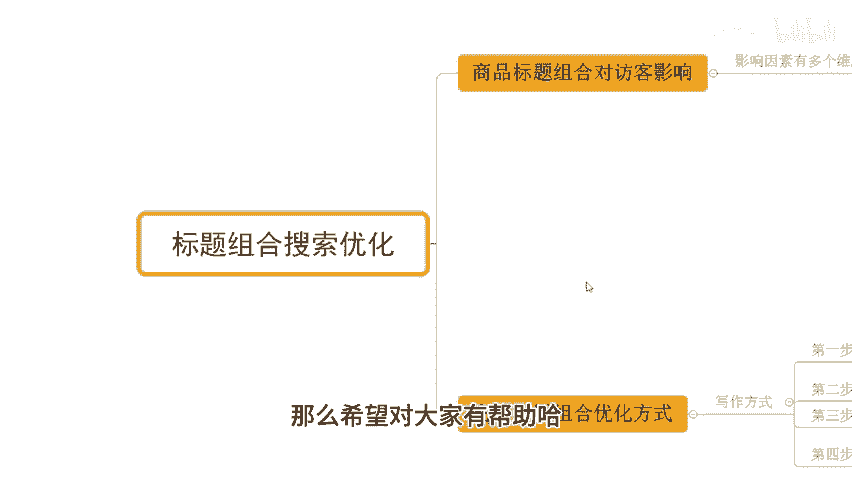 商品标题组合对访客影响
影响因素有多个维
标题组合搜索优化
第一步
第二步
写作方式
第三步
组合优化方式
那么希望对大家有帮助哈
第四步